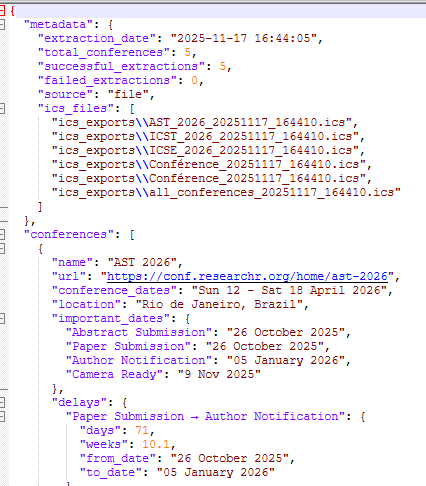 {
"metadata": {
"extraction_date": "2025-11-17 16:44:05",
"total_conferences": 5,
"successful_extractions": 5,
"failed_extractions": 0,
"source": "file",
"ics_files": [
"ics_exports\\AST_2026_20251117_164410.ics",
"ics_exports\\ICST_2026_20251117_164410.ics",
"ics_exports\\ICSE_2026_20251117_164410.ics",
"ics_exports\\Conférence_20251117_164410.ics",
"ics_exports\\Conférence_20251117_164410.ics",
"ics_exports\\all_conferences_20251117_164410.ics"
]
},
"conferences": [
{
"name": "AST 2026",
"url": "https://conf.researchr.org/home/ast-2026",
"conference_dates": "Sun 12 - Sat 18 April 2026",
"location": "Rio de Janeiro, Brazil",
"important_dates": {
"Abstract Submission": "26 October 2025",
"Paper Submission": "26 October 2025",
"Author Notification": "05 January 2026",
"Camera Ready": "9 Nov 2025"
},
"delays": {
"Paper Submission → Author Notification": {
"days": 71,
"weeks": 10.1,
"from_date": "26 October 2025",
"to_date": "05 January 2026"